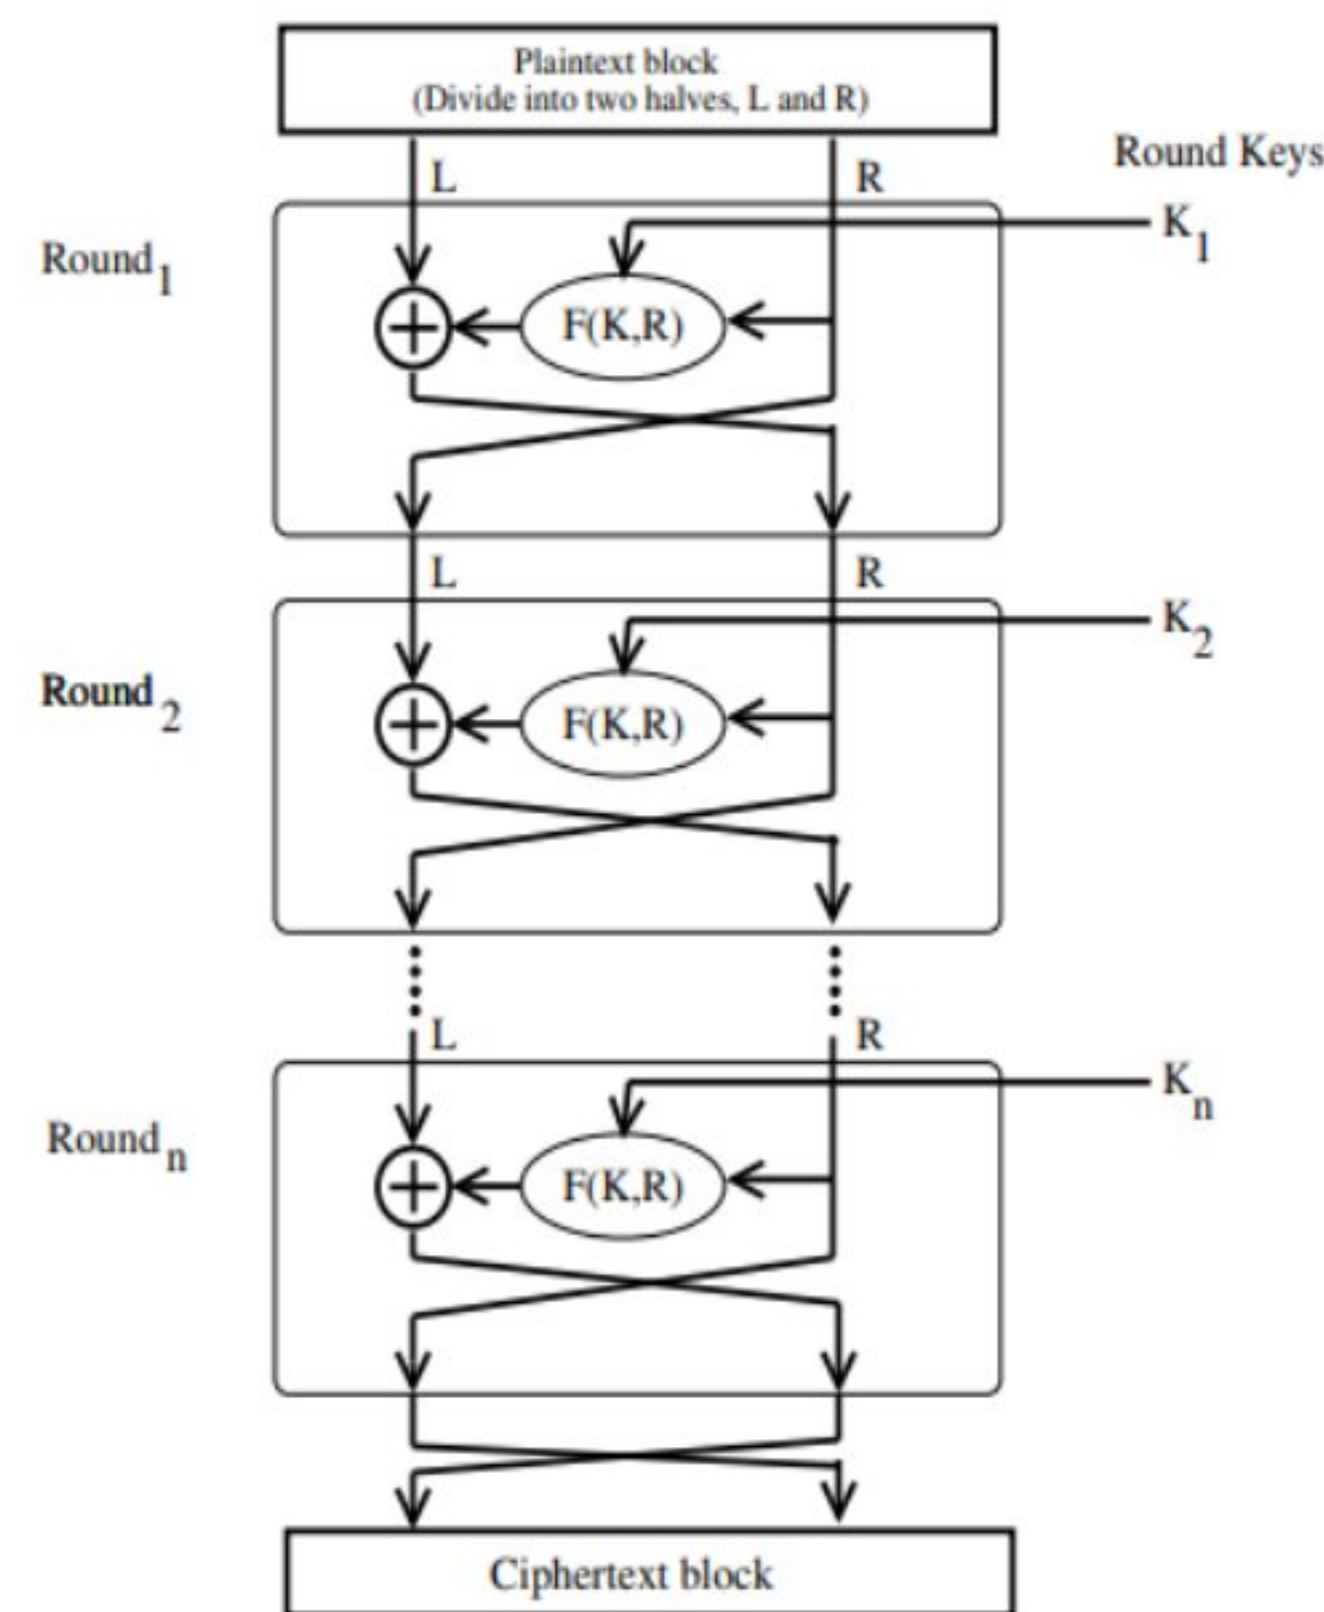 Plaintext block
(Divide into two halves, L and R)
Round Keys
L
R
K1
Round1
F(K,R)
L
R
K2
Round2
F(K,R)
L
R
Kn
Roundn
F(K,R)
Ciphertext block